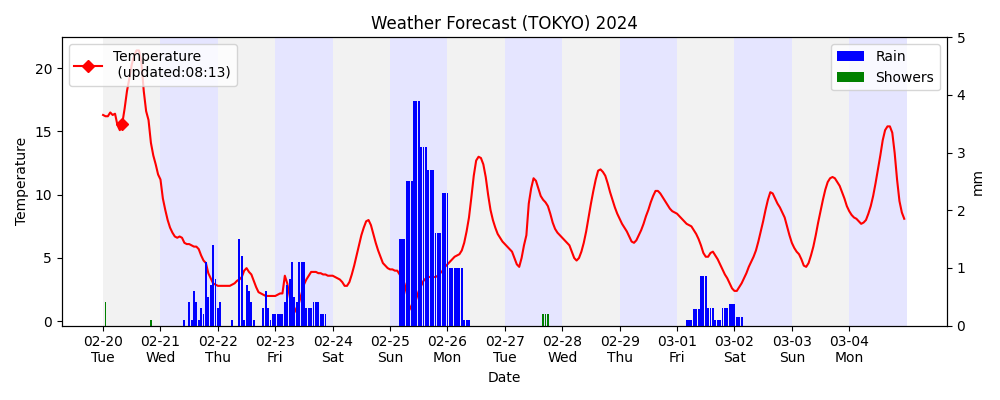 Weather Forecast (TOKYO) 2024
Temperature
(updated:08:13)
Rain
Showers
Temperature
20
15
10
5
0
5
4
3
2
1
0
mm
02-20 02-21 02-22 02-23 02-24 02-25 02-26 02-27 02-28 02-29 03-01 03-02 03-03 03-04
Tue Wed Thu Fri Sat Sun Mon Tue Wed Thu Fri Sat Sun Mon
Date